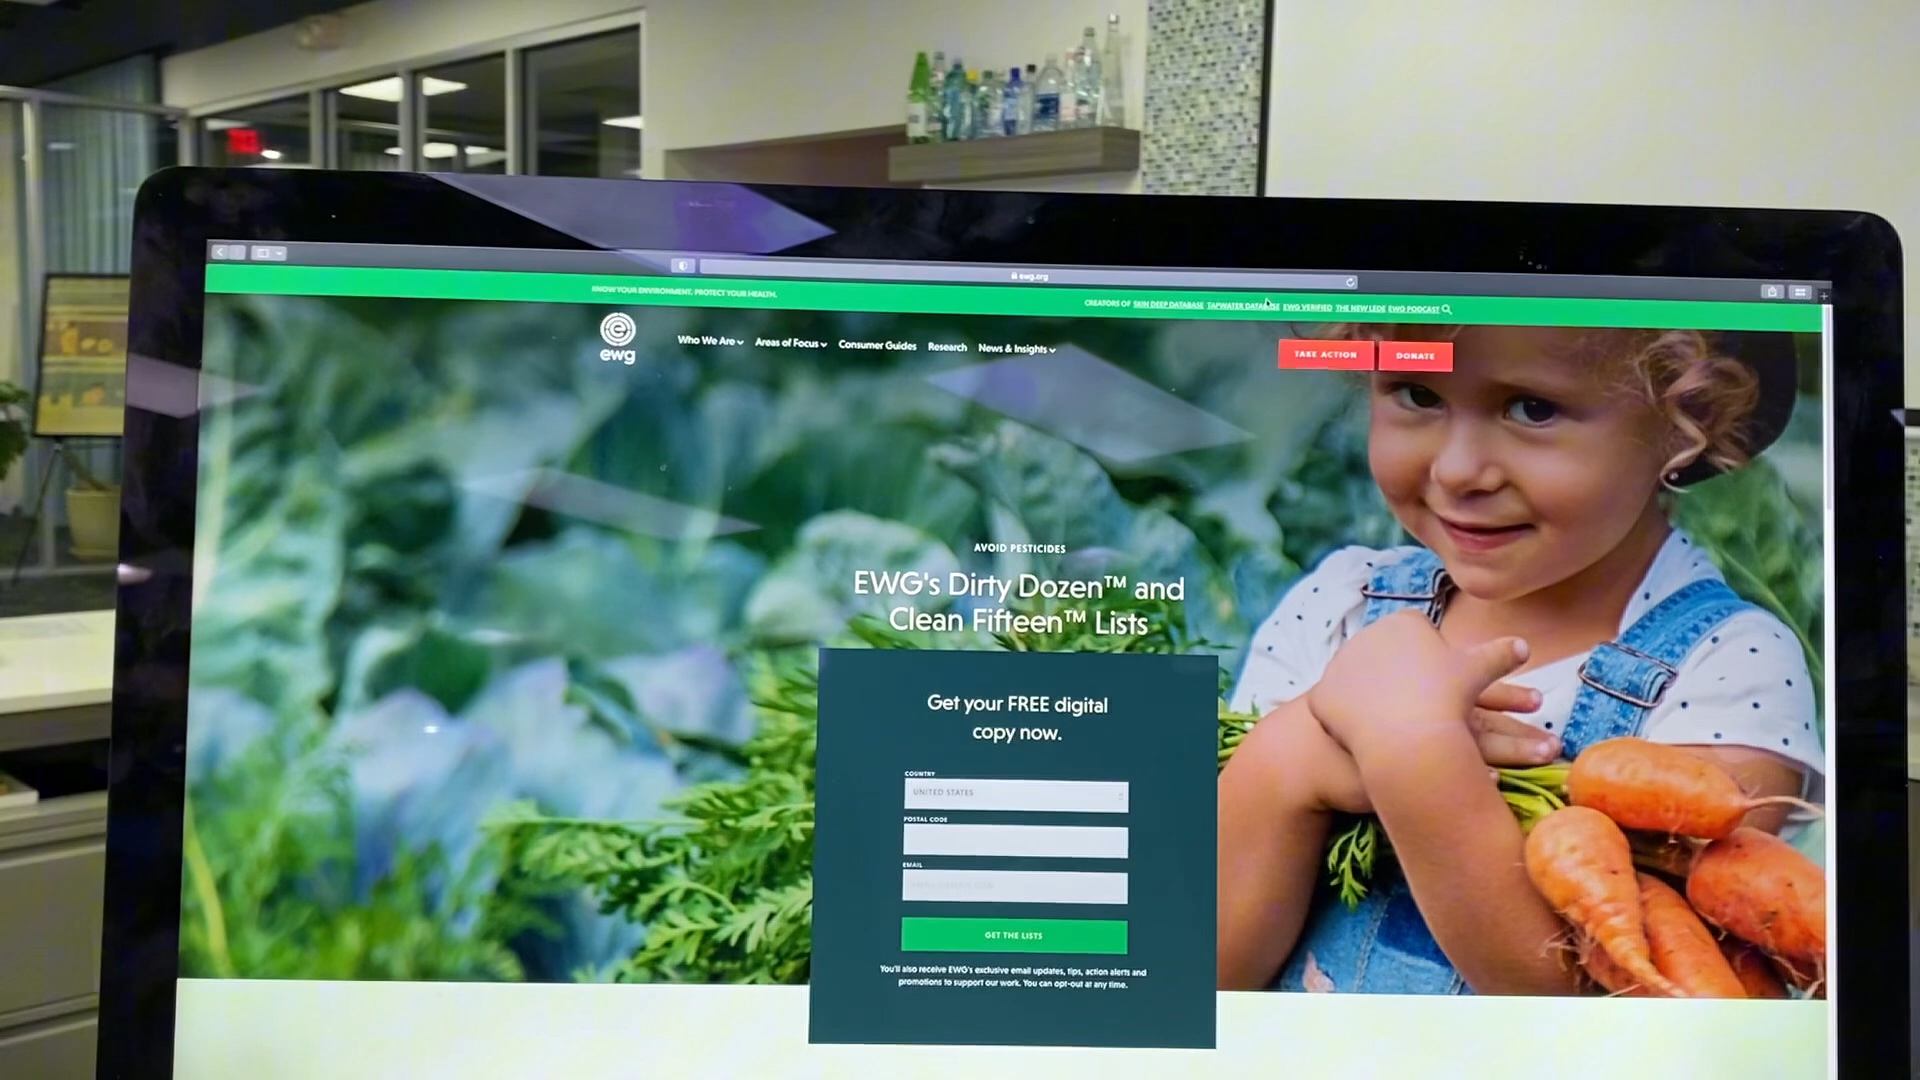 ewg.org
KNOW YOUR ENVIRONMENT. PROTECT YOUR HEALTH.
CREATORS OF SKIN DEEP DATABASE TAPWATER DATABASE EWG VERIFIED THE NEW LEDE EWG PODCAST
ewg
Who We Are Areas of Focus Consumer Guides Research News & Insights
TAKE ACTION DONATE
AVOID PESTICIDES
EWG's Dirty Dozen™ and
Clean Fifteen™ Lists
Get your FREE digital
copy now.
COUNTRY
UNITED STATES
POSTAL CODE
EMAIL
GET THE LISTS
You'll also receive EWG's exclusive email updates, tips, action alerts and
promotions to support our work. You can opt-out at any time.